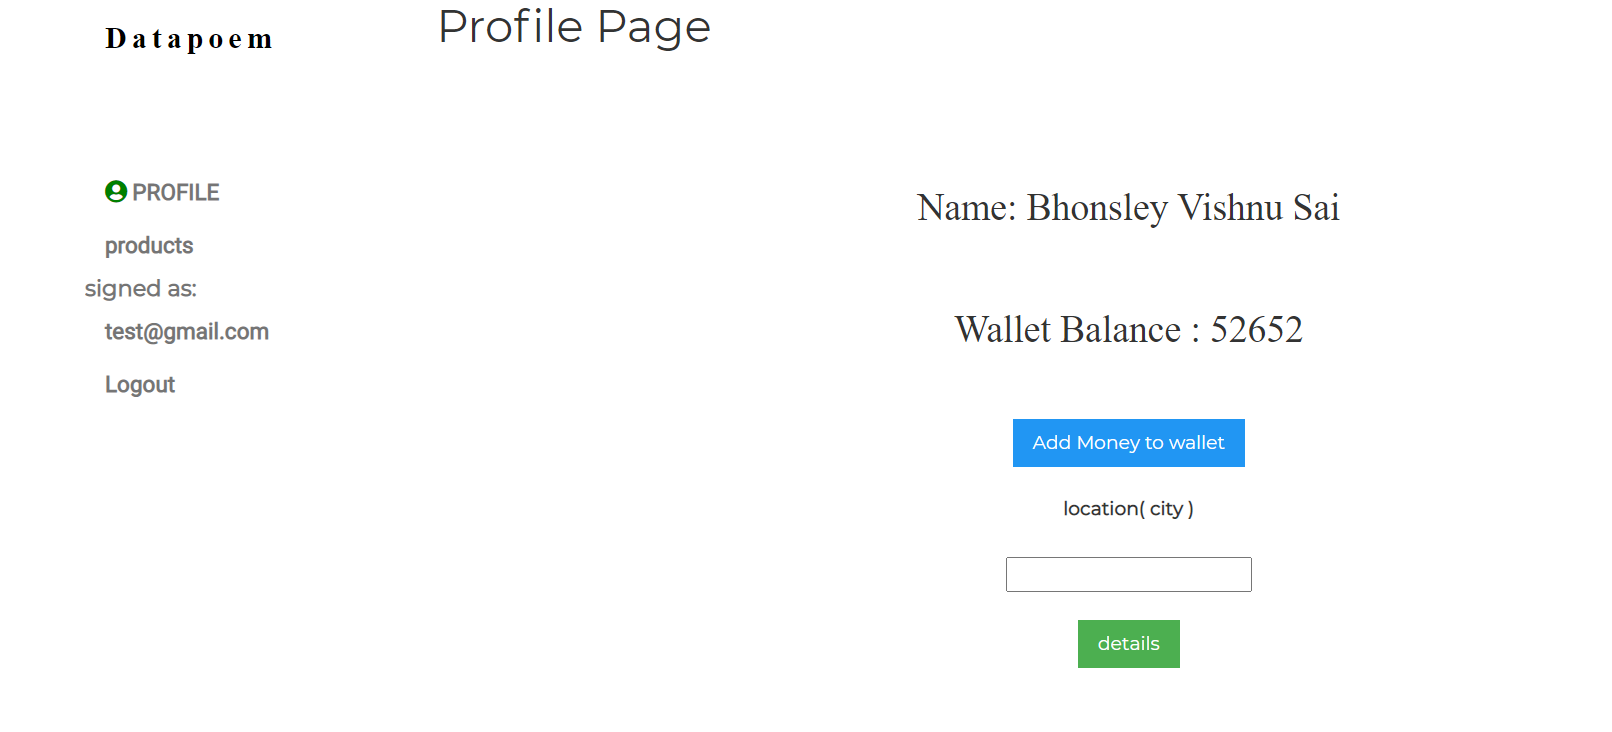 Datapoem
Profile Page
PROFILE
products
signed as:
test@gmail.com
Logout
Name: Bhonsley Vishnu Sai
Wallet Balance : 52652
Add Money to wallet
location( city )
details